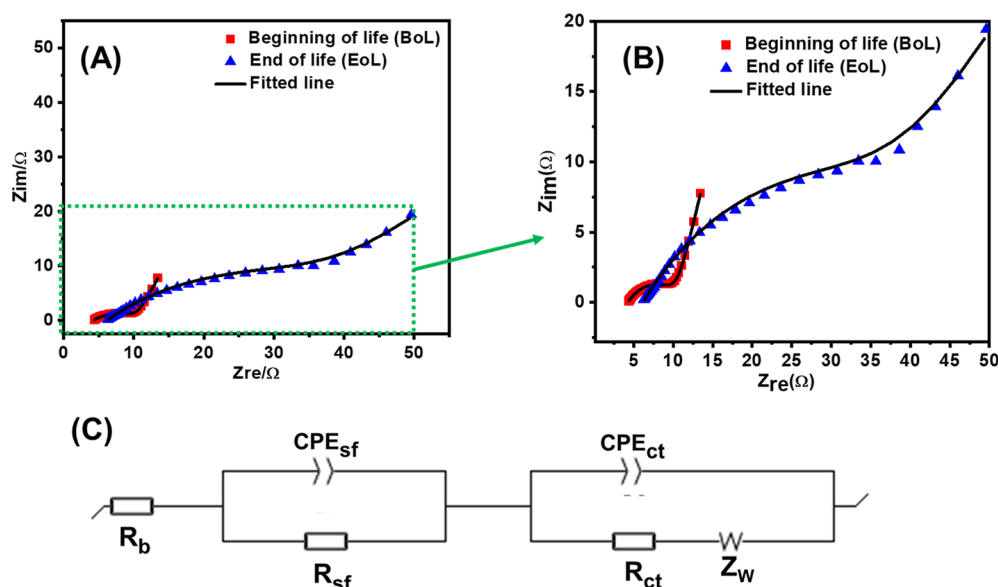 (A)
Beginning of life (BoL)
End of life (EoL)
Fitted line
Zim/Ω
50
40
30
20
10
0
0 10 20 30 40 50
Zre/Ω
(B)
Beginning of life (BoL)
End of life (EoL)
Fitted line
Zim(Ω)
20
15
10
5
0
5 10 15 20 25 30 35 40 45 50
Zre(Ω)
(C)
CPEsf
CPEct
Rb
Rsf
Rct
Zw